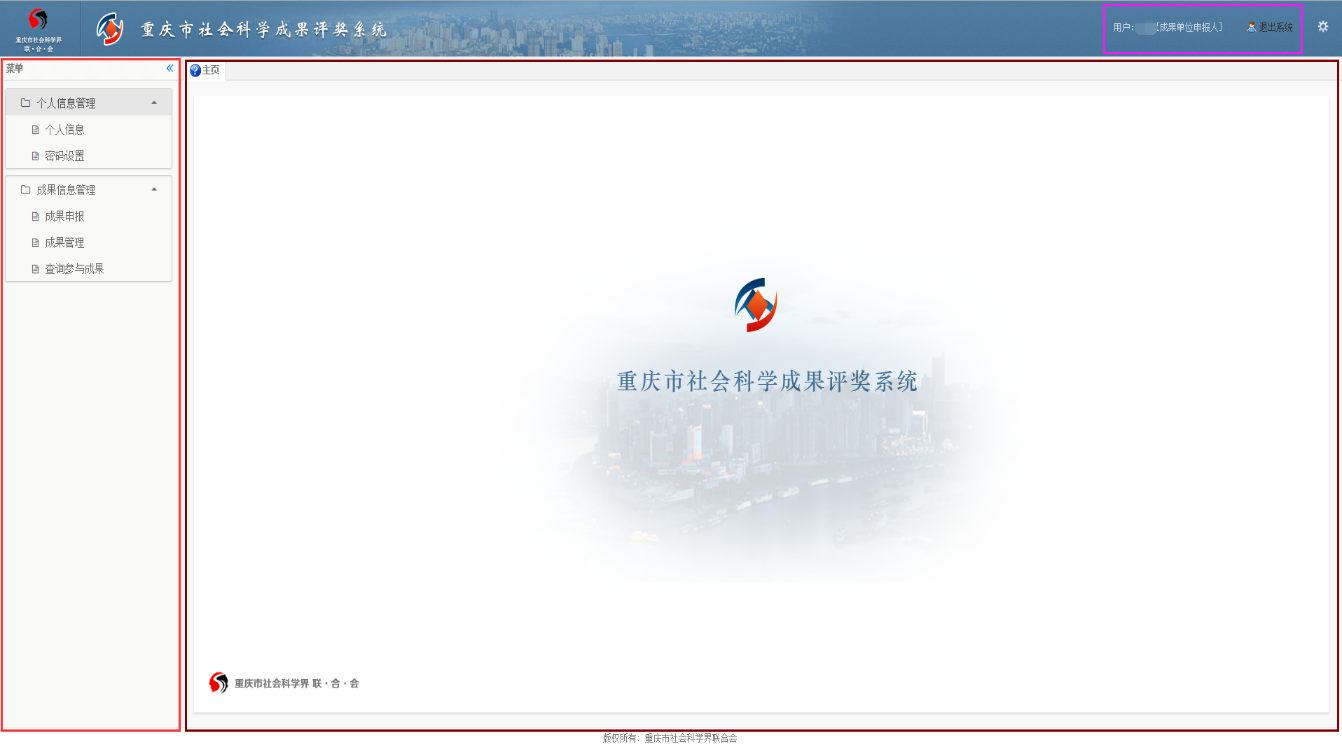 重庆市社会科学界
联·合·会
重庆市社会科学成果评奖系统
用户: 【成果单位申报人】 退出系统
菜单
主页
个人信息管理
个人信息
密码设置
成果信息管理
成果申报
成果管理
查询参与成果
重庆市社会科学成果评奖系统
重庆市社会科学界 联·合·会
版权所有：重庆市社会科学界联合会